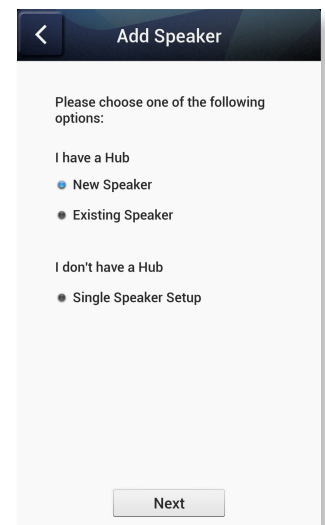 Add Speaker
Please choose one of the following
options:
I have a Hub
New Speaker
Existing Speaker
I don't have a Hub
Single Speaker Setup
Next